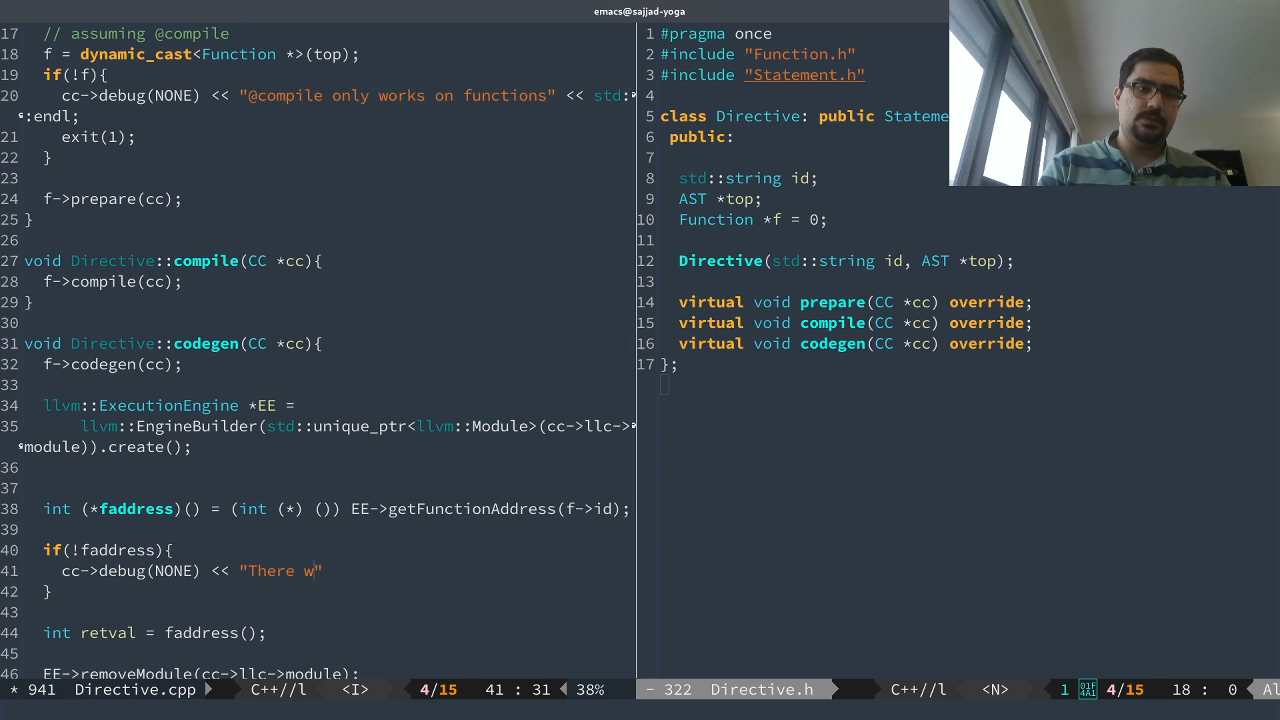 emacs@sajjad-yoga
17 // assuming @compile
18 f = dynamic_cast<Function *>(top);
19 if(!f){
20 cc->debug(NONE) << "@compile only works on functions" << std:
:endl;
21 exit(1);
22 }
23
24 f->prepare(cc);
25 }
26
27 void Directive::compile(CC *cc){
28 f->compile(cc);
29 }
30
31 void Directive::codegen(CC *cc){
32 f->codegen(cc);
33
34 llvm::ExecutionEngine *EE =
35 llvm::EngineBuilder(std::unique_ptr<llvm::Module>(cc->llc->
module)).create();
36
37
38 int (*faddress)() = (int (*) ()) EE->getFunctionAddress(f->id);
39
40 if(!faddress){
41 cc->debug(NONE) << "There w"
42 }
43
44 int retval = faddress();
45
46 EE->removeModule(cc->llc->module);
* 941 Directive.cpp C++//l <I> 4/15 41 : 31 38%
1 #pragma once
2 #include "Function.h"
3 #include "Statement.h"
4
5 class Directive: public Stateme
6 public:
7
8 std::string id;
9 AST *top;
10 Function *f = 0;
11
12 Directive(std::string id, AST *top);
13
14 virtual void prepare(CC *cc) override;
15 virtual void compile(CC *cc) override;
16 virtual void codegen(CC *cc) override;
17 };
- 322 Directive.h C++//l <N> 1 4/15 18 : 0 Al